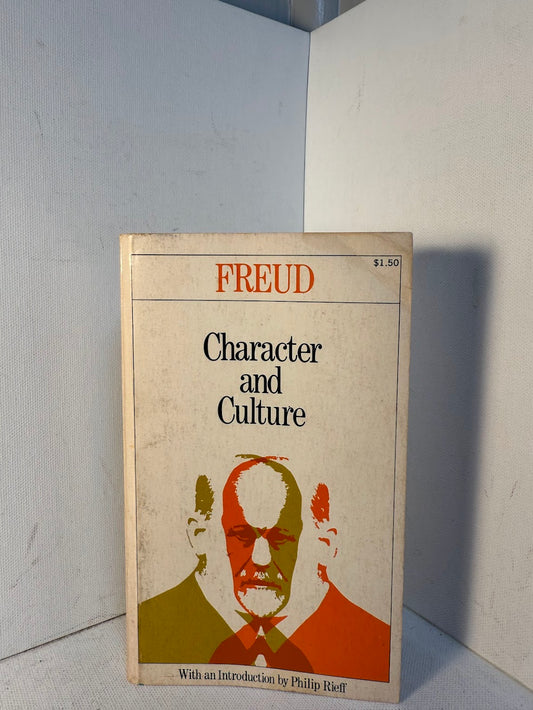 FREUD
$1.50
Character
and
Culture
With an Introduction by Philip Rieff